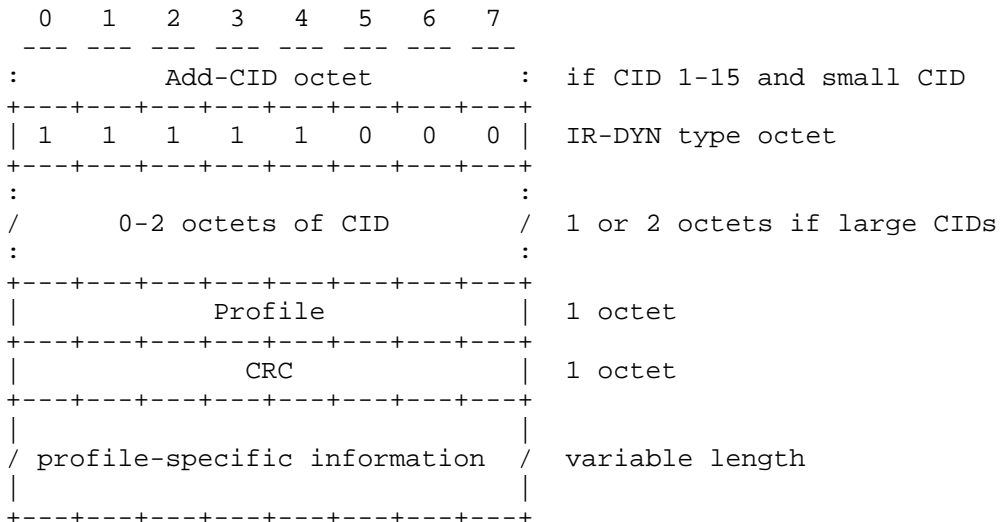 0   1   2   3   4   5   6   7
 --- --- --- --- --- --- --- ---
:         Add-CID octet         :  if CID 1-15 and small CID
+---+---+---+---+---+---+---+---+
| 1   1   1   1   1   0   0   0 |  IR-DYN type octet
+---+---+---+---+---+---+---+---+
:                               :
/      0-2 octets of CID        /  1 or 2 octets if large CIDs
:                               :
+---+---+---+---+---+---+---+---+
|            Profile            |  1 octet
+---+---+---+---+---+---+---+---+
|              CRC              |  1 octet
+---+---+---+---+---+---+---+---+
|                               |
/ profile-specific information  /  variable length
|                               |
+---+---+---+---+---+---+---+---+